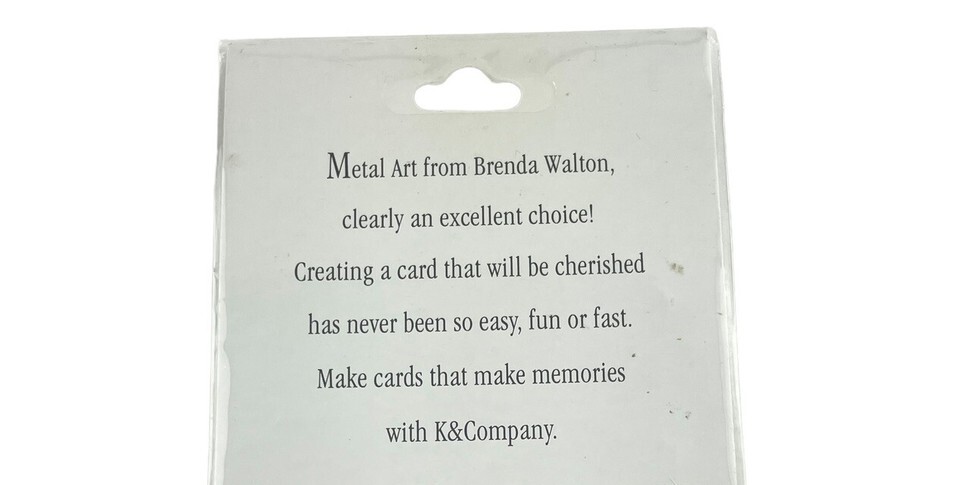 Metal Art from Brenda Walton,
clearly an excellent choice!
Creating a card that will be cherished
has never been so easy, fun or fast.
Make cards that make memories
with K&Company.